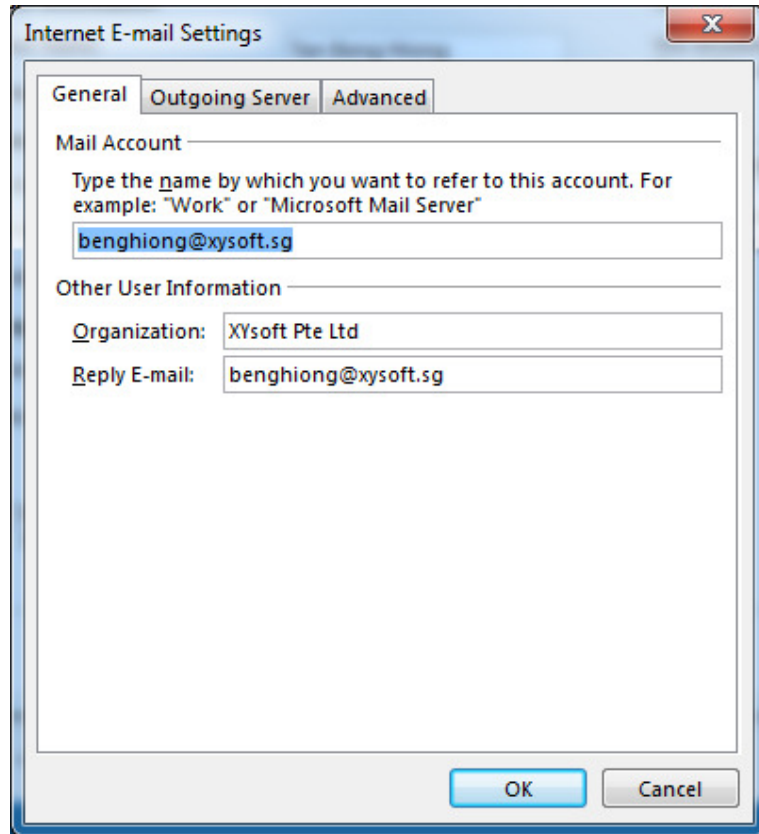 Internet E-mail Settings
General Outgoing Server Advanced
Mail Account
Type the name by which you want to refer to this account. For
example: "Work" or "Microsoft Mail Server"
benghiong@xysoft.sg
Other User Information
Organization: XYsoft Pte Ltd
Reply E-mail: benghiong@xysoft.sg
OK Cancel